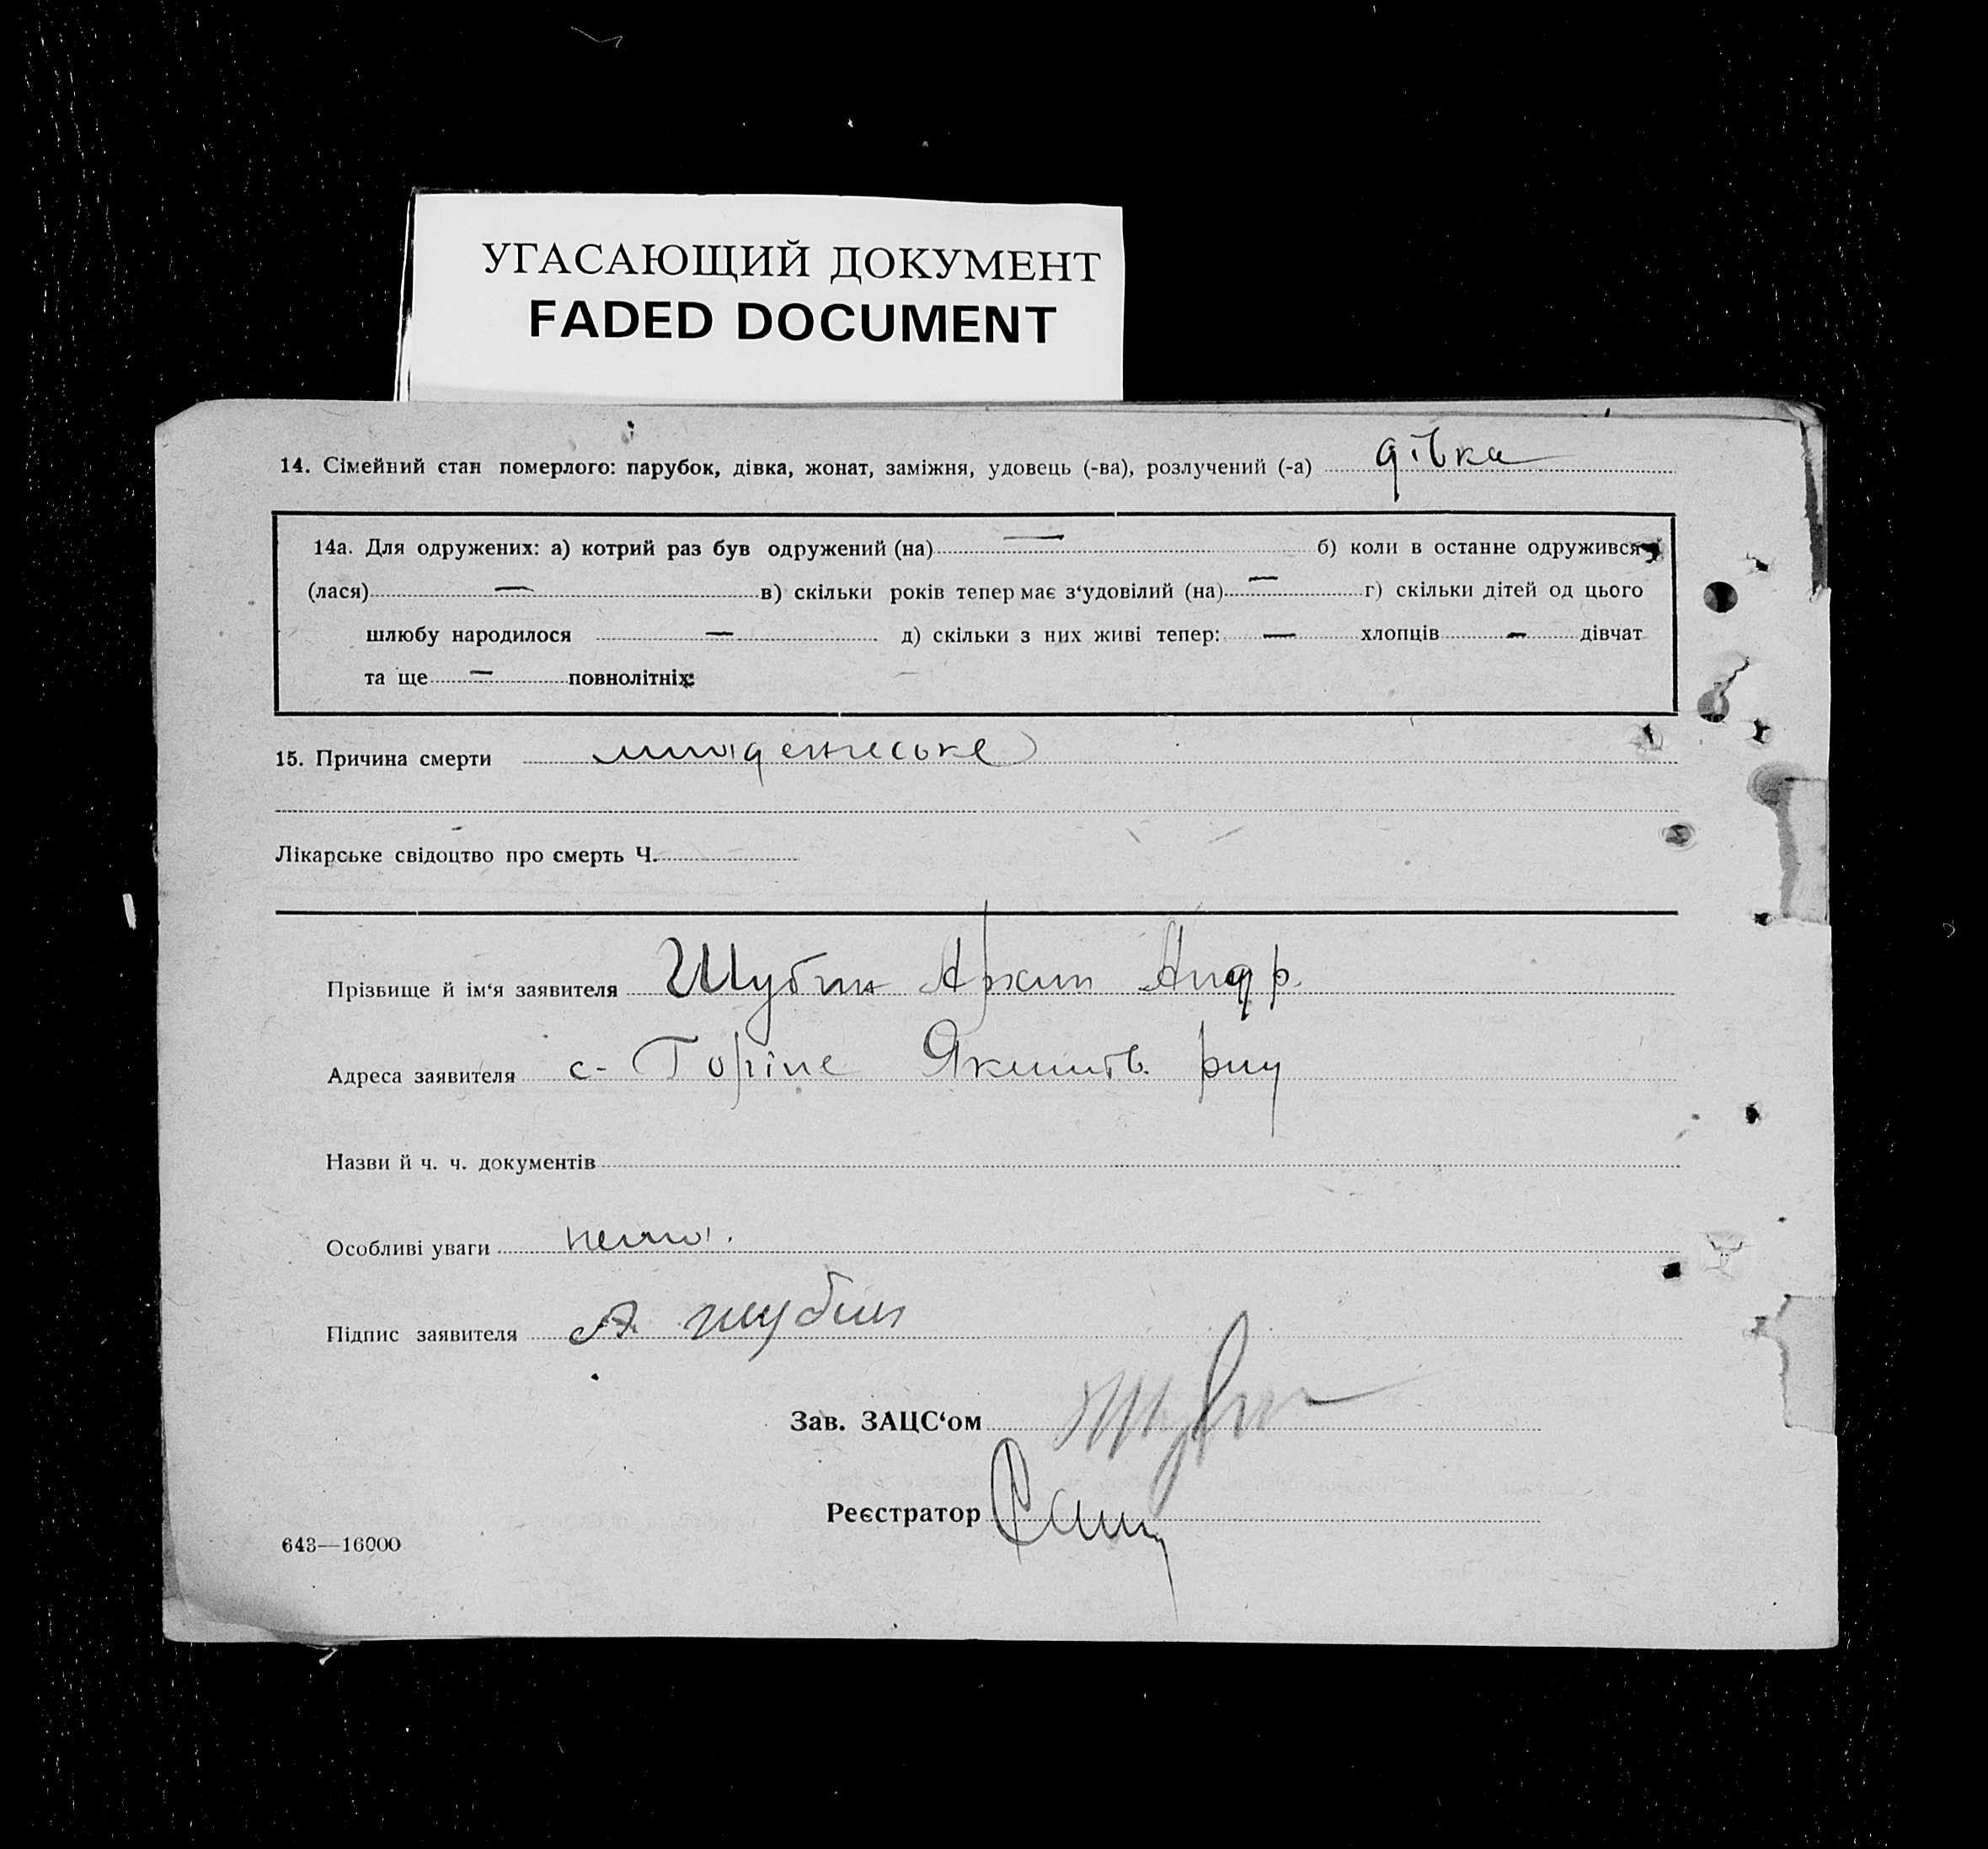 УГАСАЮЩИЙ ДОКУМЕНТ
FADED DOCUMENT
14. Сімейний стан померлого: парубок, дівка, жонат, заміжня, удовець (-ва), розлучений (-а) дівка
14а. Для одружених: а) котрий раз був одружений (на) — б) коли в останнє одружився
(лася) — в) скільки років тепер має з‘удовілий (на) — г) скільки дітей од цього
шлюбу народилося — д) скільки з них живі тепер: — хлопців — дівчат
та ще — повнолітніх:
15. Причина смерти
Лікарське свідоцтво про смерть Ч.
Прізвище й ім‘я заявителя Шубин Архип Андр.
Адреса заявителя с-Горіне
Назви й ч. ч. документів
Особливі уваги
Підпис заявителя А шубин
Зав. ЗАЦС‘ом
Реєстратор
643—16000